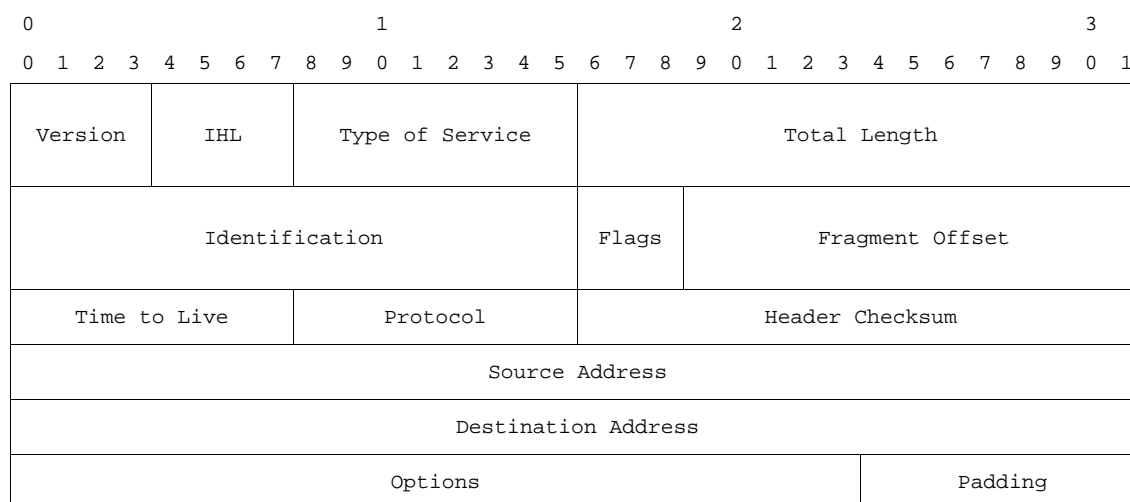 0 1 2 3
0 1 2 3 4 5 6 7 8 9 0 1 2 3 4 5 6 7 8 9 0 1 2 3 4 5 6 7 8 9 0 1
Version IHL Type of Service Total Length
Identification Flags Fragment Offset
Time to Live Protocol Header Checksum
Source Address
Destination Address
Options Padding